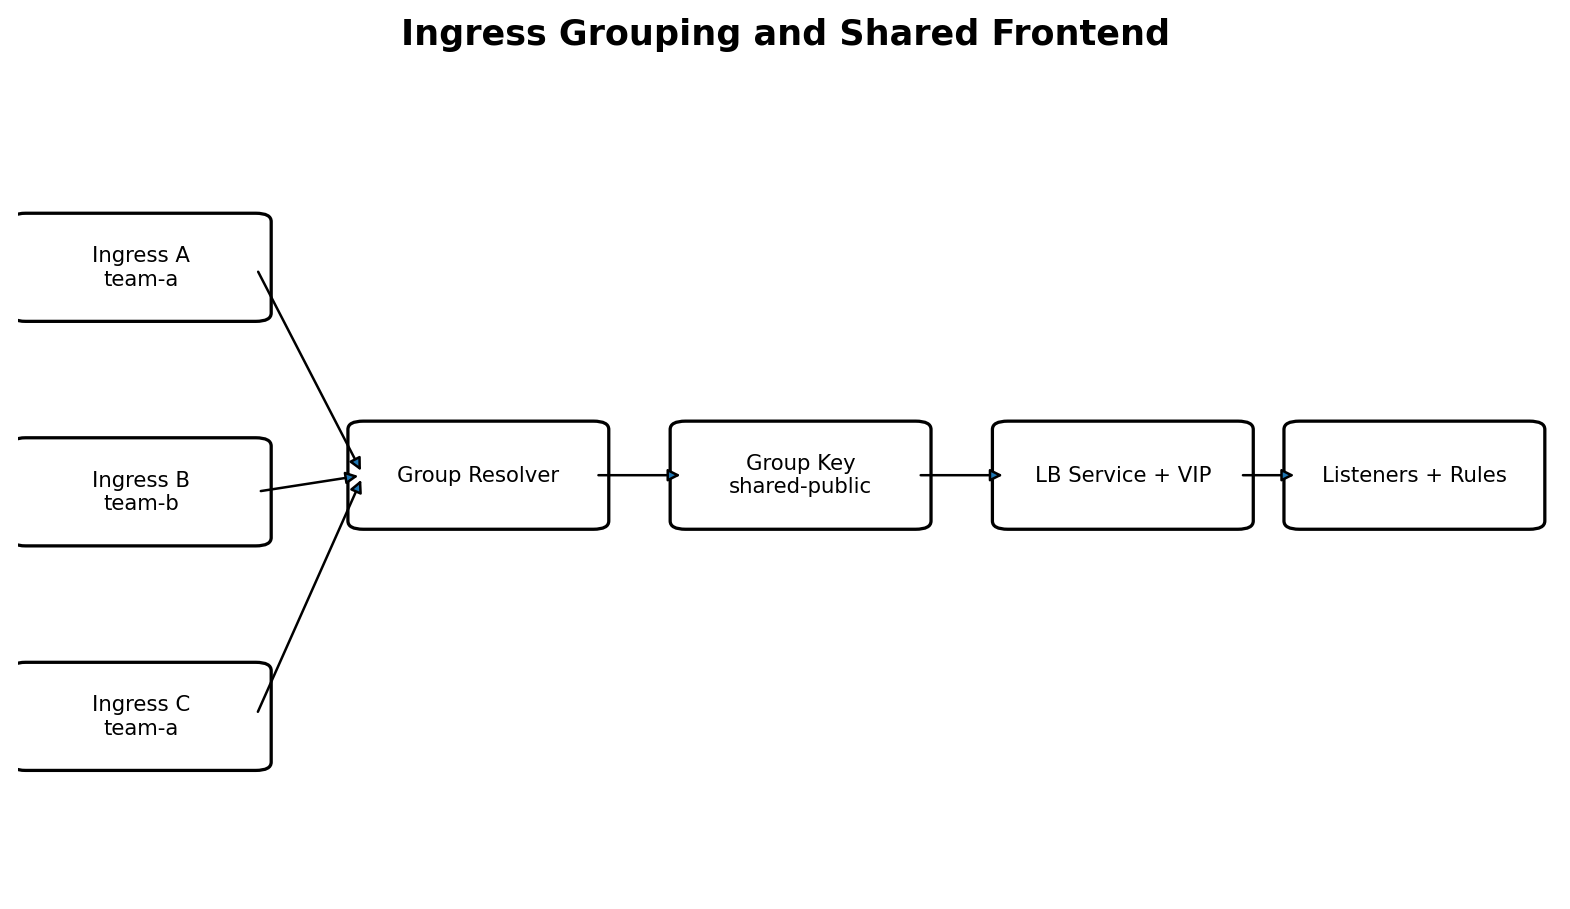 Ingress Grouping and Shared Frontend
Ingress A
team-a
Ingress B
team-b
Ingress C
team-a
Group Resolver
Group Key
shared-public
LB Service + VIP
Listeners + Rules